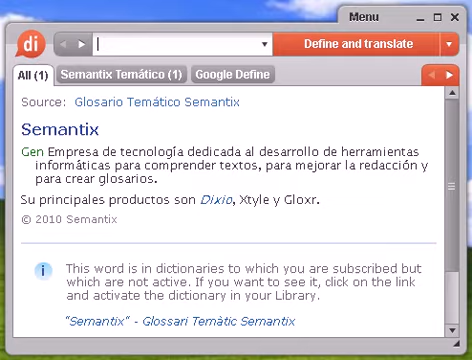 Menu
di
Define and translate
All (1)
Semantix Temático (1)
Google Define
Source: Glosario Temático Semantix
Semantix
Gen Empresa de tecnología dedicada al desarrollo de herramientas
informáticas para comprender textos, para mejorar la redacción y
para crear glosarios.
Su principales productos son Dixio, Xtyle y Gloxr.
© 2010 Semantix
i
This word is in dictionaries to which you are subscribed but
which are not active. If you want to see it, click on the link
and activate the dictionary in your Library.
"Semantix" - Glossari Temàtic Semantix